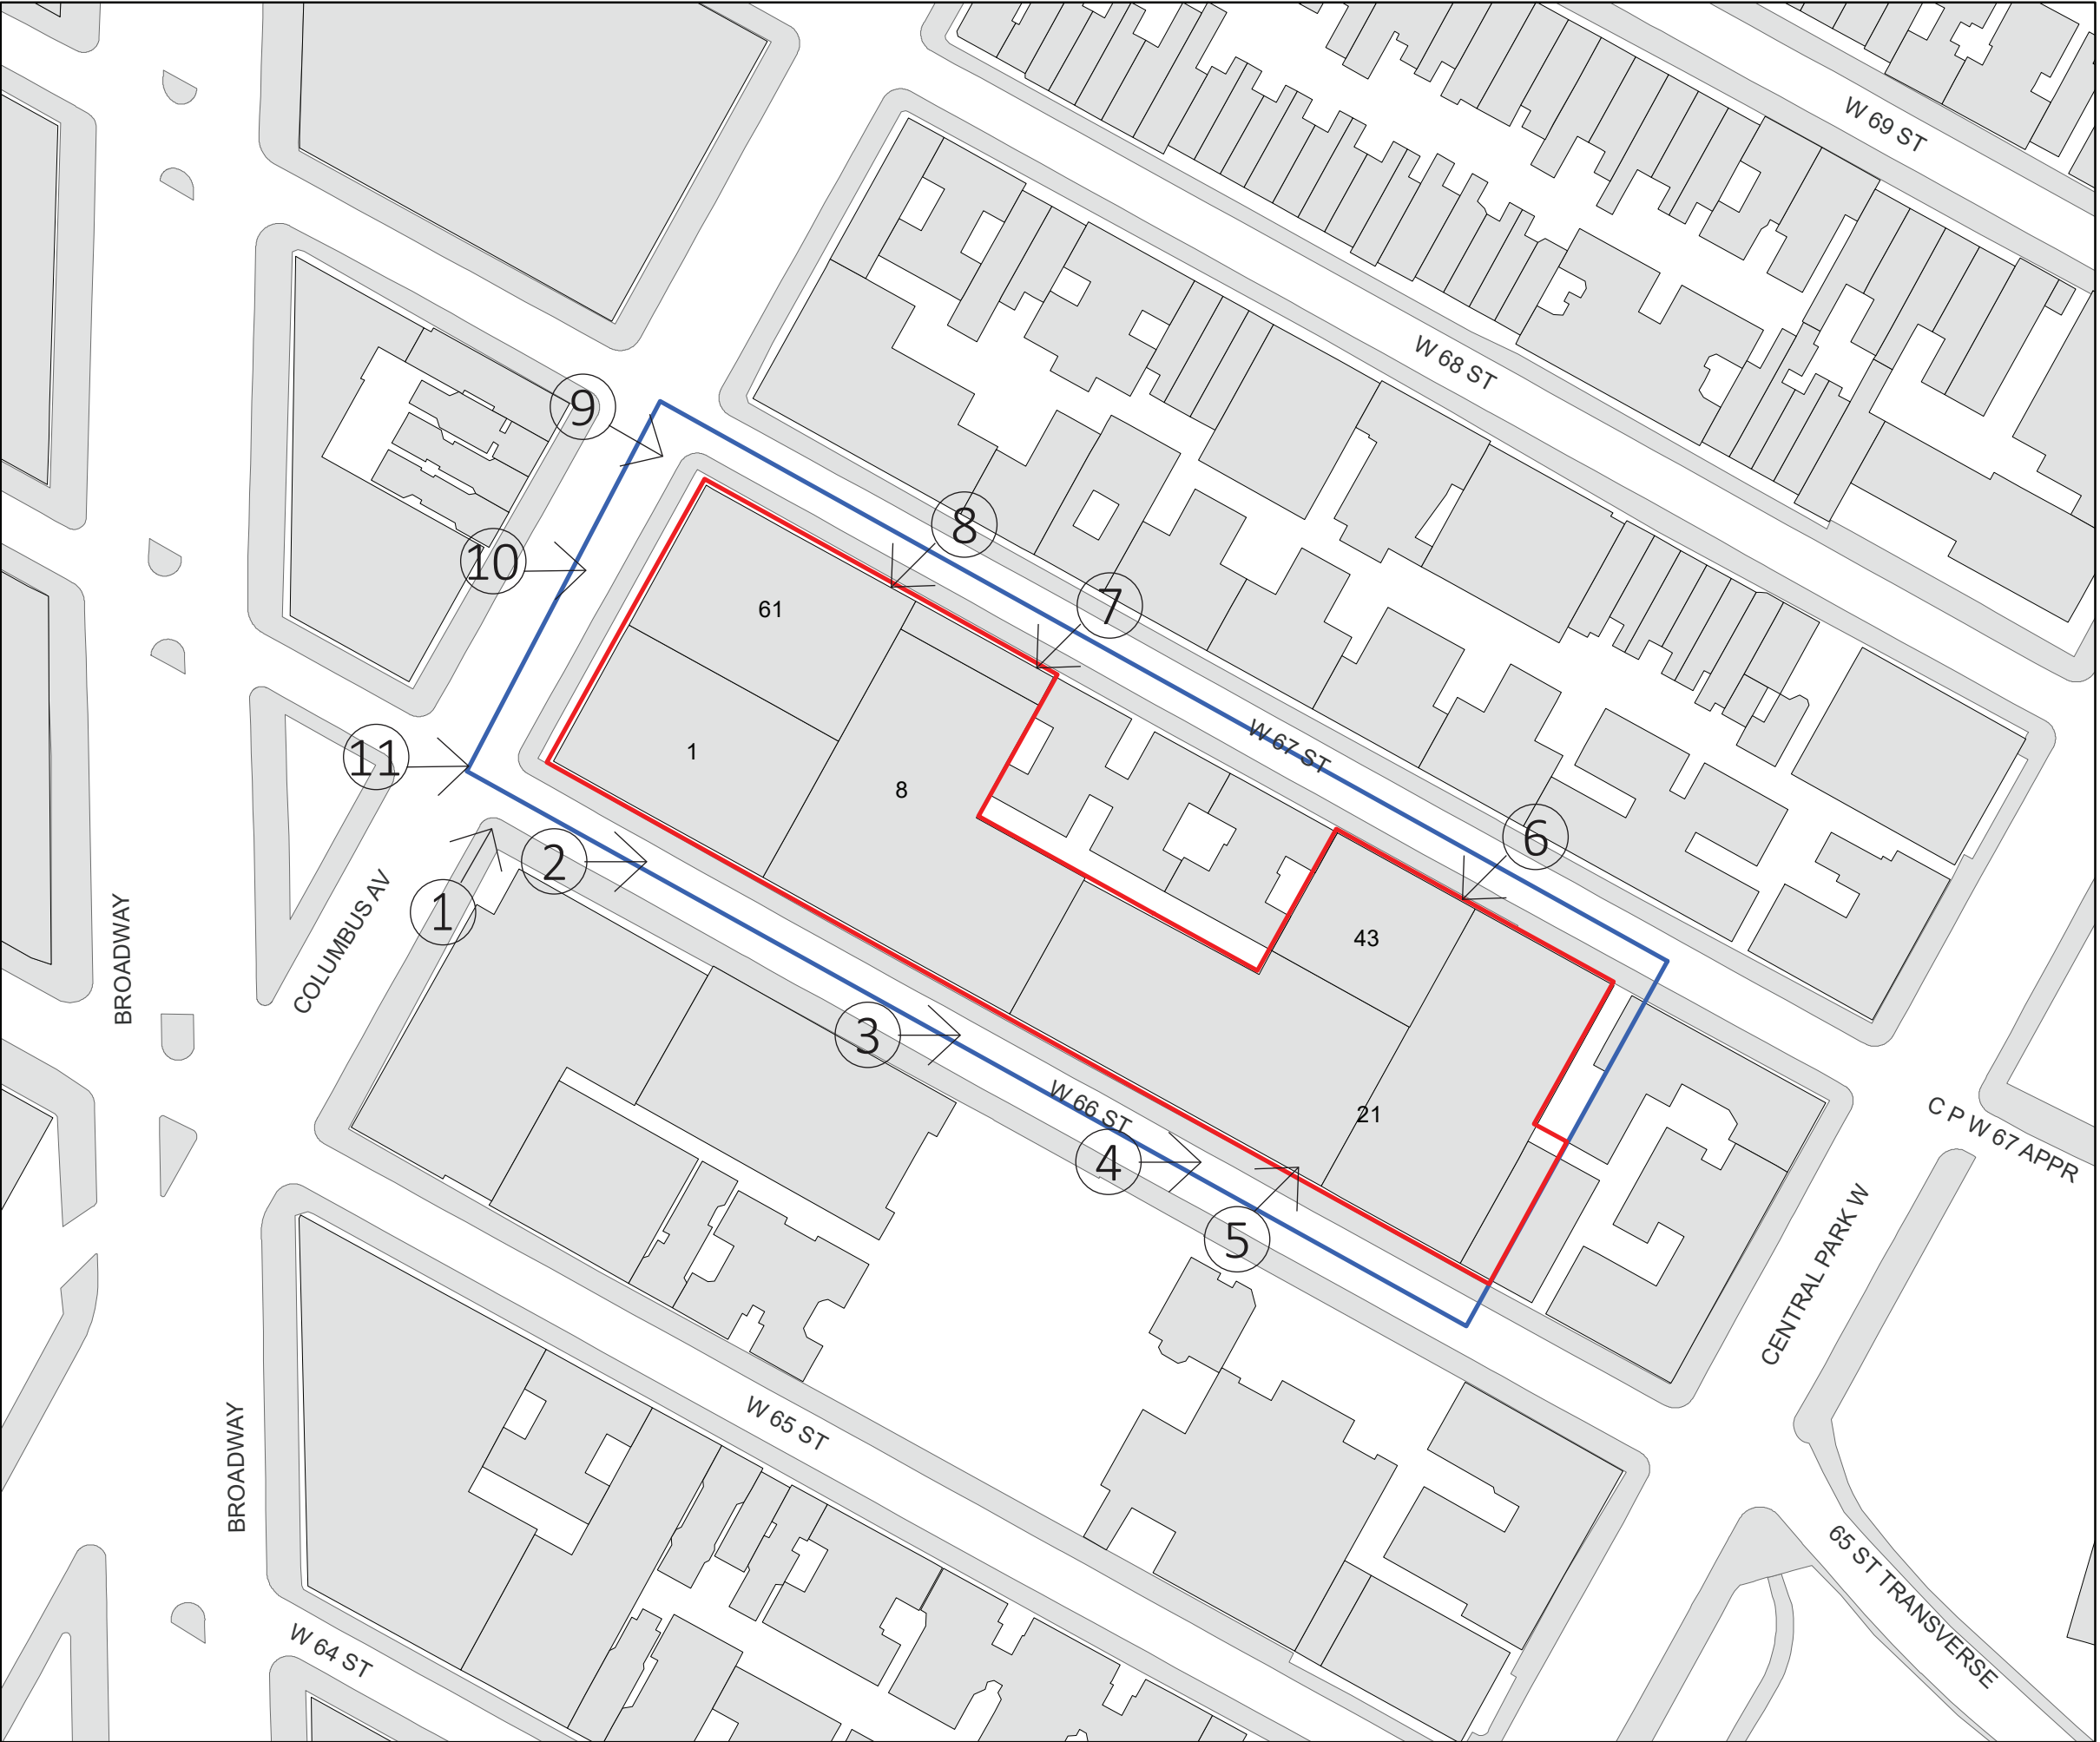 W 69 ST
W 68 ST
9
8
10
7
61
W 67 ST
1
11
8
6
2
1
43
COLUMBUS AV
BROADWAY
3
W 66 ST
21
C P W 67 APPR
4
5
CENTRAL PARK W
W 65 ST
BROADWAY
65 ST TRANSVERSE
W 64 ST